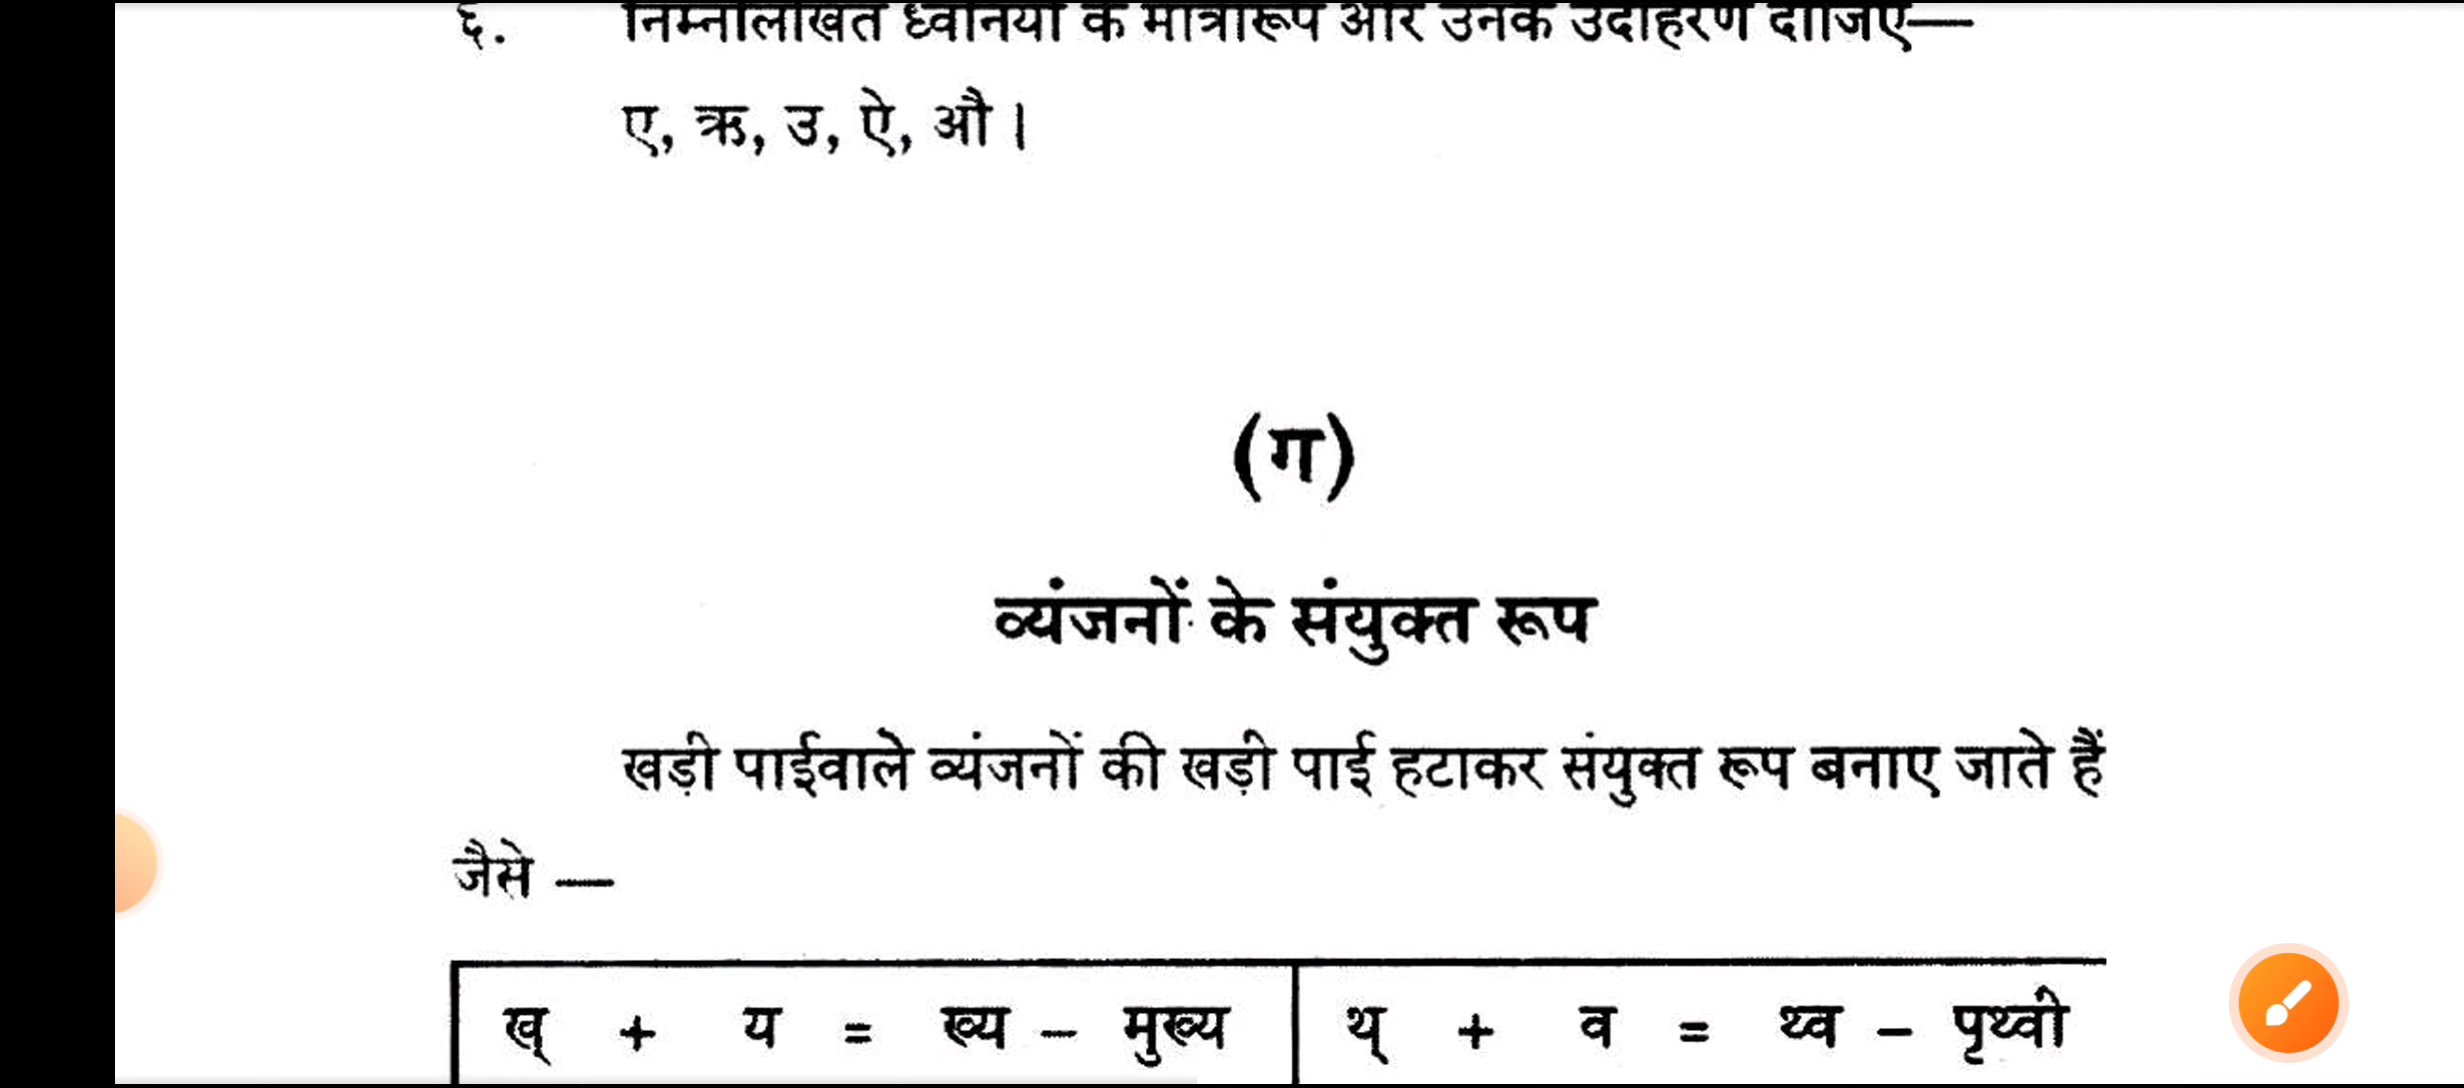 ६. निम्नलिखित ध्वनियों के मात्रारूप और उनके उदाहरण दीजिए—
ए, ऋ, उ, ऐ, औ।
(ग)
व्यंजनों के संयुक्त रूप
खड़ी पाईवाले व्यंजनों की खड़ी पाई हटाकर संयुक्त रूप बनाए जाते हैं
जैसे —
ख् + य = ख्य – मुख्य थ् + व = थ्व – पृथ्वी